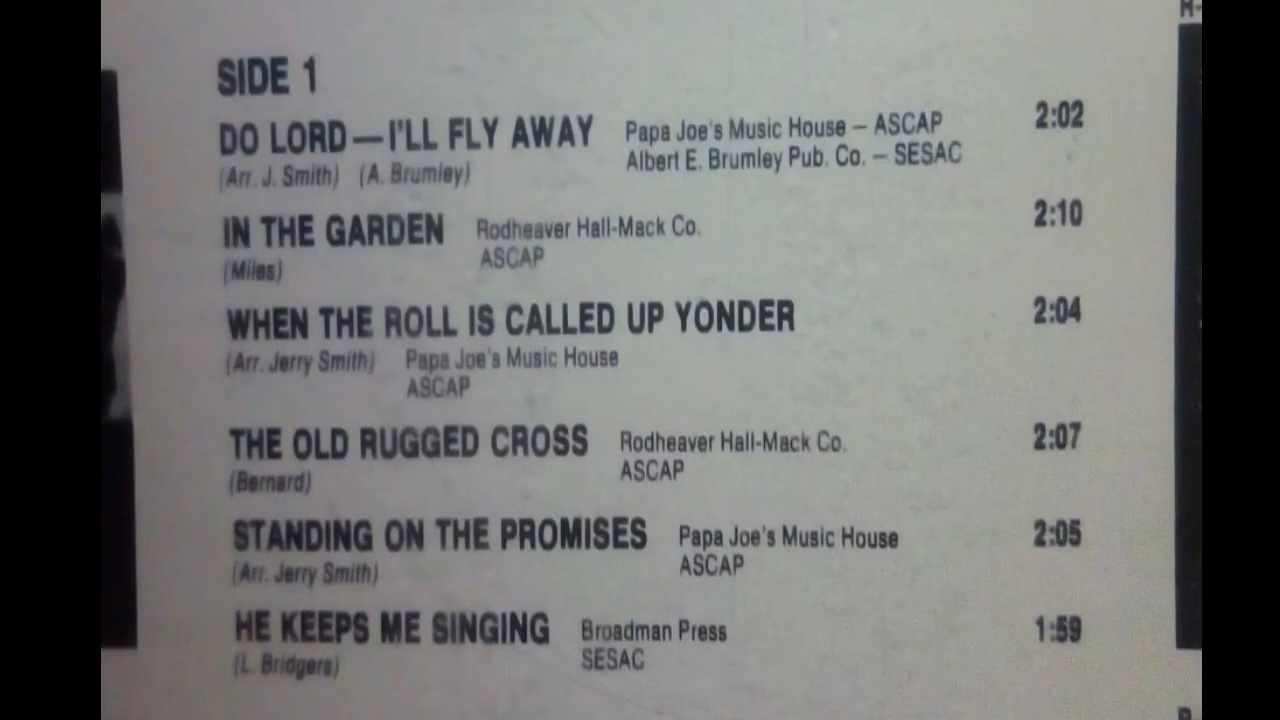 SIDE 1
DO LORD—I'LL FLY AWAY Papa Joe's Music House – ASCAP 2:02
(Arr. J. Smith) (A. Brumley) Albert E. Brumley Pub. Co. – SESAC
IN THE GARDEN Rodheaver Hall-Mack Co. 2:10
(Miles) ASCAP
WHEN THE ROLL IS CALLED UP YONDER 2:04
(Arr. Jerry Smith) Papa Joe's Music House
ASCAP
THE OLD RUGGED CROSS Rodheaver Hall-Mack Co. 2:07
(Bernard) ASCAP
STANDING ON THE PROMISES Papa Joe's Music House 2:05
(Arr. Jerry Smith) ASCAP
HE KEEPS ME SINGING Broadman Press 1:59
(L. Bridgers) SESAC